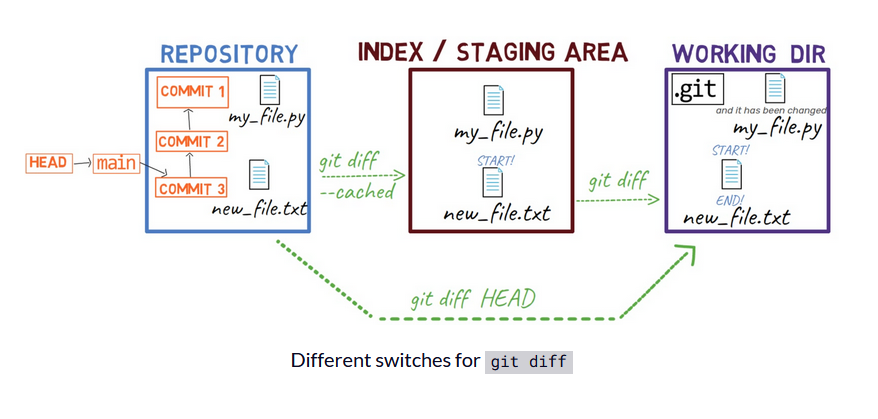 REPOSITORY
INDEX / STAGING AREA
WORKING DIR
COMMIT 1
my_file.py
COMMIT 2
HEAD
main
COMMIT 3
new_file.txt
git diff
--cached
my_file.py
START!
new_file.txt
git diff
.git
and it has been changed
my_file.py
START!
END!
new_file.txt
git diff HEAD
Different switches for git diff